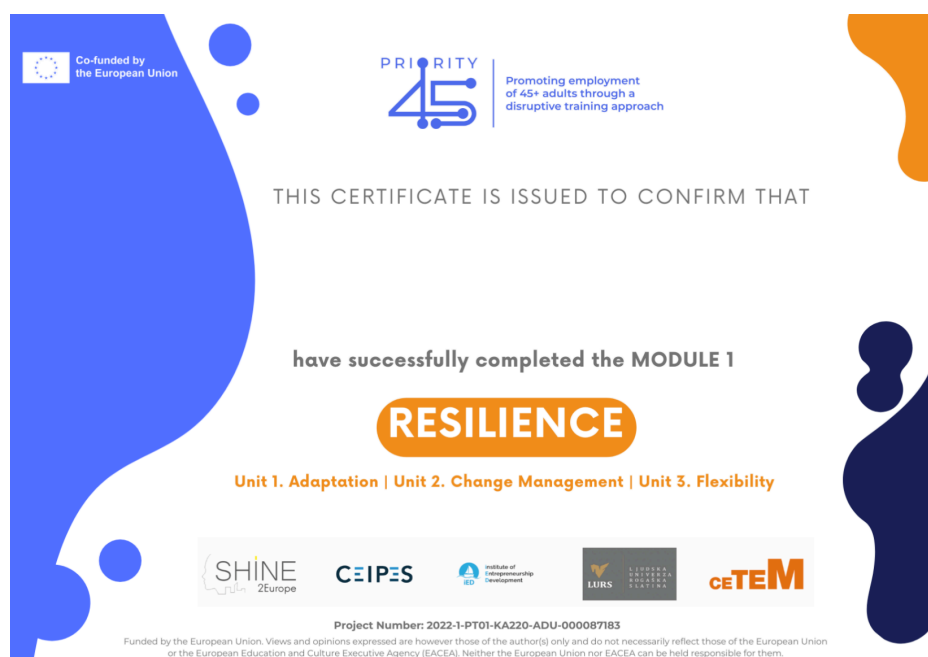 Co-funded by
the European Union
PRIORITY
45
Promoting employment
of 45+ adults through a
disruptive training approach
THIS CERTIFICATE IS ISSUED TO CONFIRM THAT
have successfully completed the MODULE 1
RESILIENCE
Unit 1. Adaptation | Unit 2. Change Management | Unit 3. Flexibility
SHINE
2Europe
CEIPES
iED
Institute of
Entrepreneurship
Development
LURS
LJUDSKA
UNIVERZA
ROGAŠKA
SLATINA
CETEM
Project Number: 2022-1-PT01-KA220-ADU-000087183
Funded by the European Union. Views and opinions expressed are however those of the author(s) only and do not necessarily reflect those of the European Union
or the European Education and Culture Executive Agency (EACEA). Neither the European Union nor EACEA can be held responsible for them.